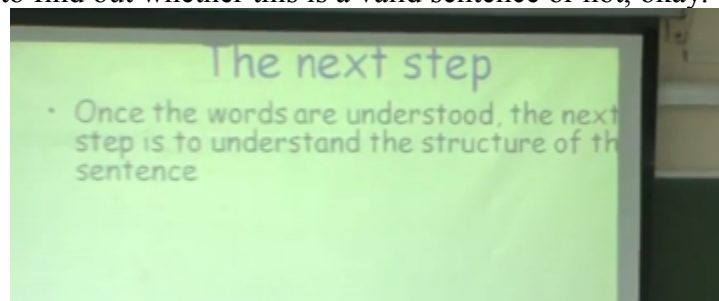 to find out whether this is a valid sentence or not, okay.
The next step
• Once the words are understood, the next
step is to understand the structure of th
sentence